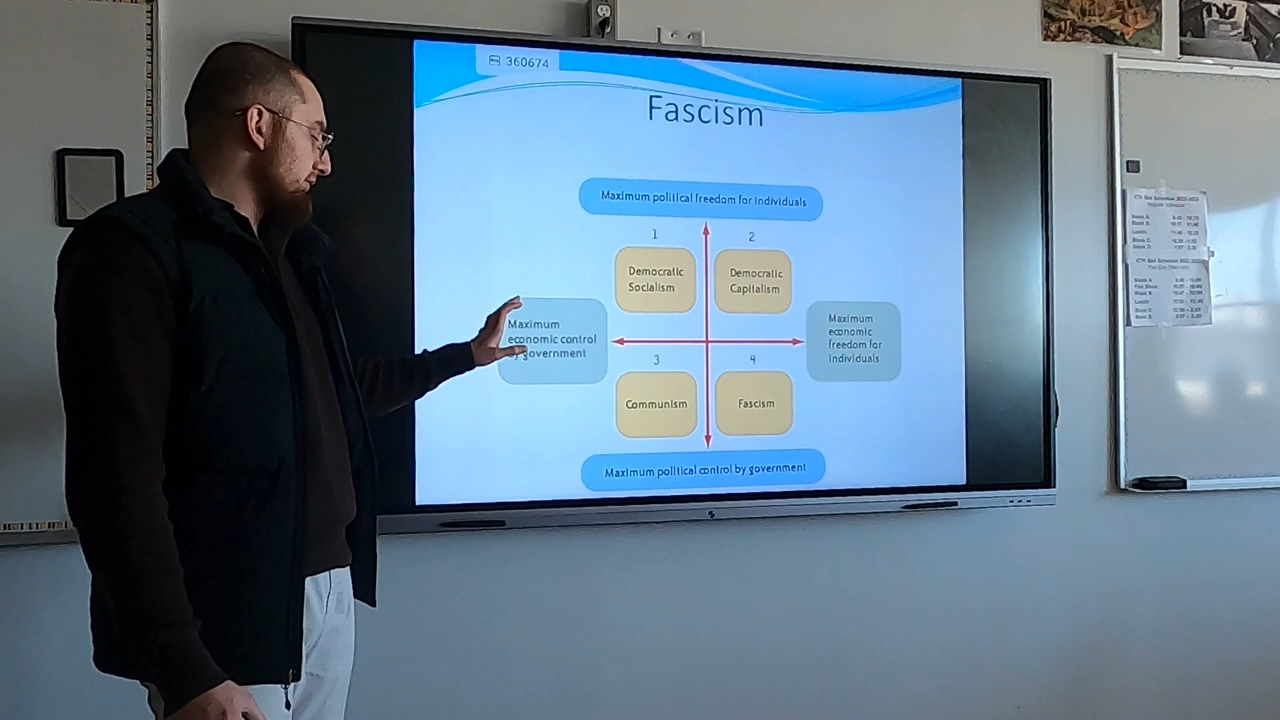 360674
Fascism
Maximum political freedom for individuals
1
2
Democratic
Socialism
Democratic
Capitalism
Maximum
economic control
by government
Maximum
economic
freedom for
individuals
3
4
Communism
Fascism
Maximum political control by government